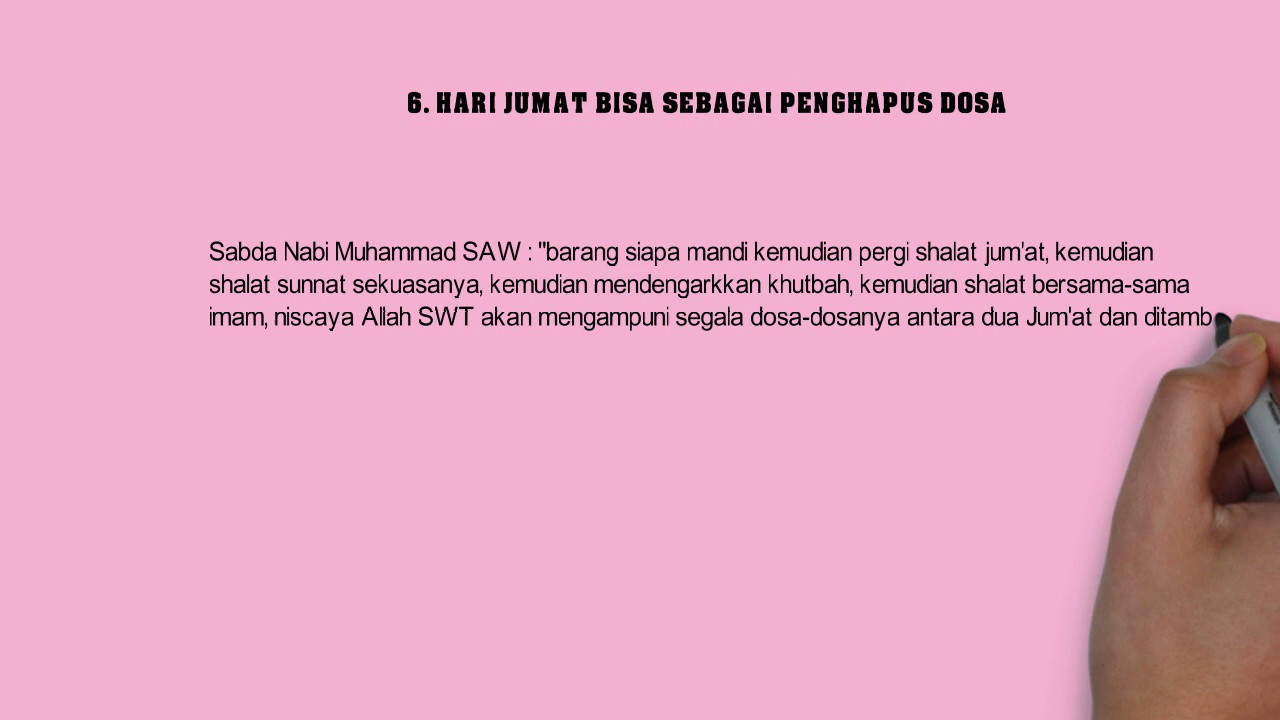 6. HARI JUMAT BISA SEBAGAI PENGHAPUS DOSA
Sabda Nabi Muhammad SAW : "barang siapa mandi kemudian pergi shalat jum'at, kemudian
shalat sunnat sekuasanya, kemudian mendengarkkan khutbah, kemudian shalat bersama-sama
imam, niscaya Allah SWT akan mengampuni segala dosa-dosanya antara dua Jum'at dan ditamb